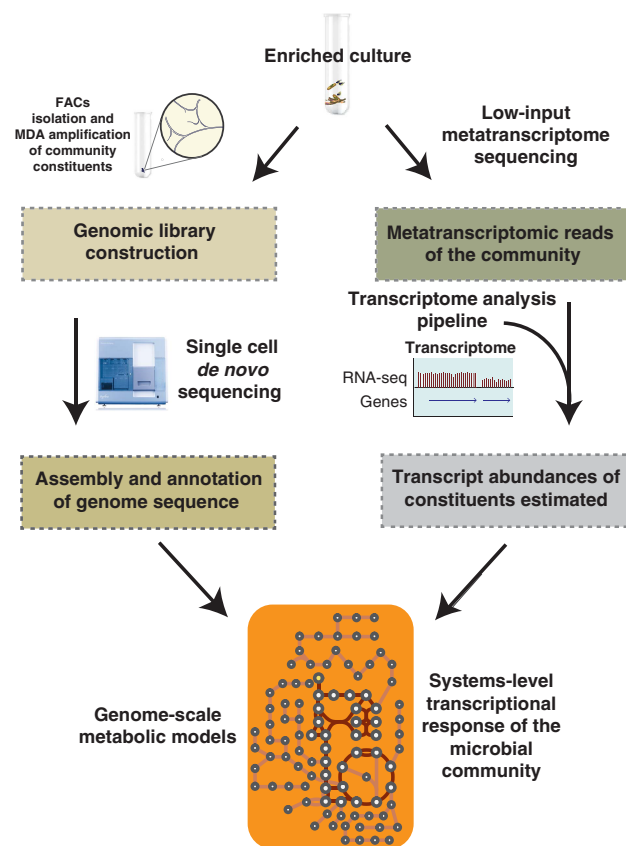 Enriched culture
FACs
isolation and
MDA amplification
of community
constituents
Low-input
metatranscriptome
sequencing
Genomic library
construction
Metatranscriptomic reads
of the community
Transcriptome analysis
pipeline
Single cell
de novo
sequencing
Transcriptome
RNA-seq
Genes
Assembly and annotation
of genome sequence
Transcript abundances of
constituents estimated
Genome-scale
metabolic models
Systems-level
transcriptional
response of the
microbial
community